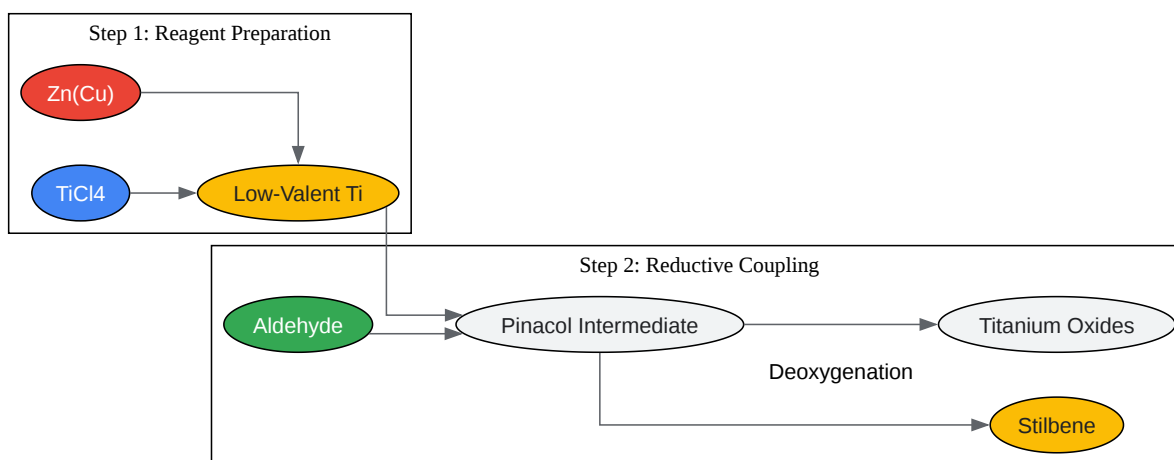 Step 1: Reagent Preparation
Zn(Cu)
TiCl4
Low-Valent Ti
Step 2: Reductive Coupling
Aldehyde
Pinacol Intermediate
Titanium Oxides
Deoxygenation
Stilbene